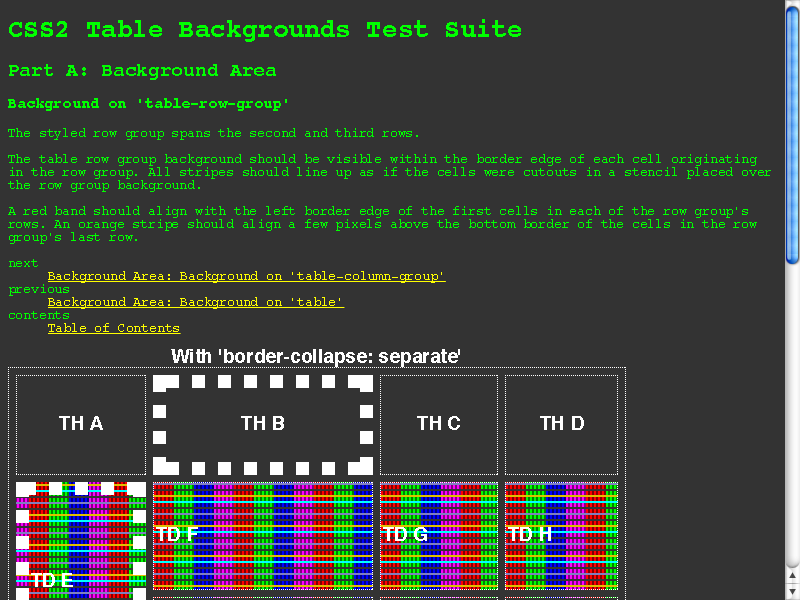 CSS2 Table Backgrounds Test Suite
Part A: Background Area
Background on 'table-row-group'
The styled row group spans the second and third rows.
The table row group background should be visible within the border edge of each cell originating
in the row group. All stripes should line up as if the cells were cutouts in a stencil placed over
the row group background.
A red band should align with the left border edge of the first cells in each of the row group's
rows. An orange stripe should align a few pixels above the bottom border of the cells in the row
group's last row.
next
Background Area: Background on 'table-column-group'
previous
Background Area: Background on 'table'
contents
Table of Contents
With 'border-collapse: separate'
TH A TH B TH C TH D
TD F TD G TD H
TD E